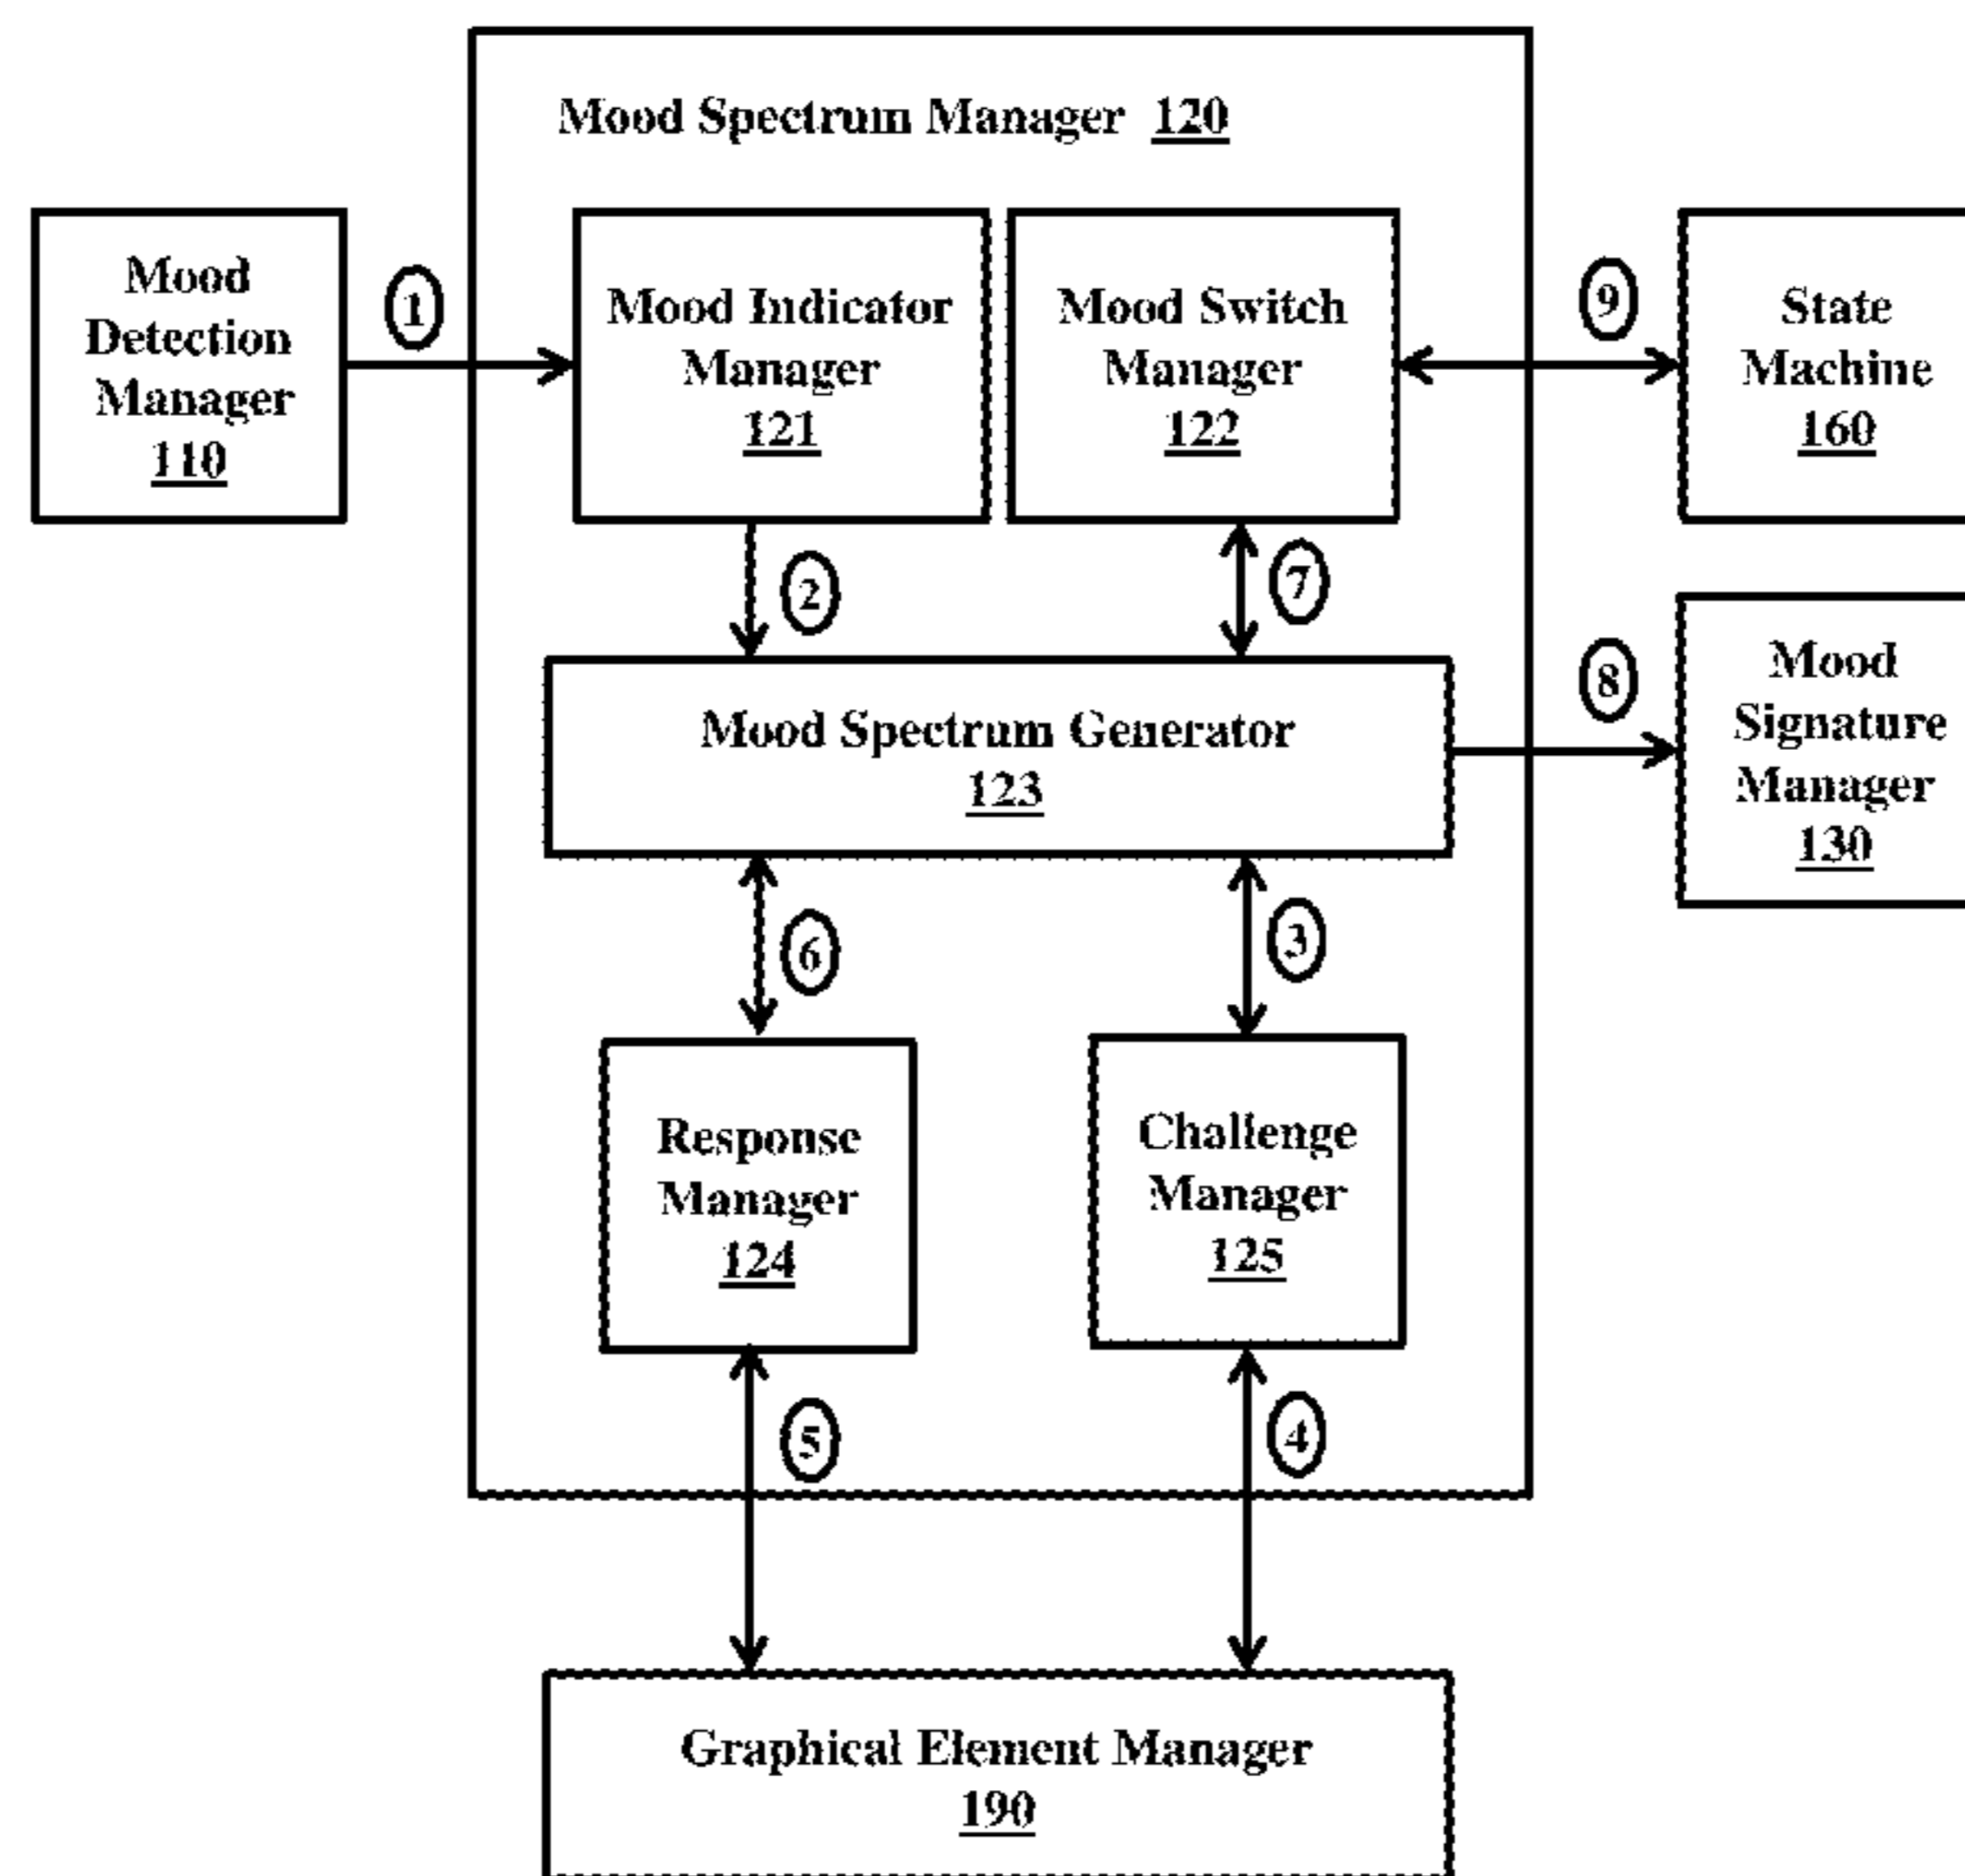 Mood Spectrum Manager 120
Mood
Detection
Manager
110
1
Mood Indicator
Manager
121
Mood Switch
Manager
122
9
State
Machine
160
2
7
Mood Spectrum Generator
123
8
Mood
Signature
Manager
130
6
3
Response
Manager
124
Challenge
Manager
125
5
4
Graphical Element Manager
190